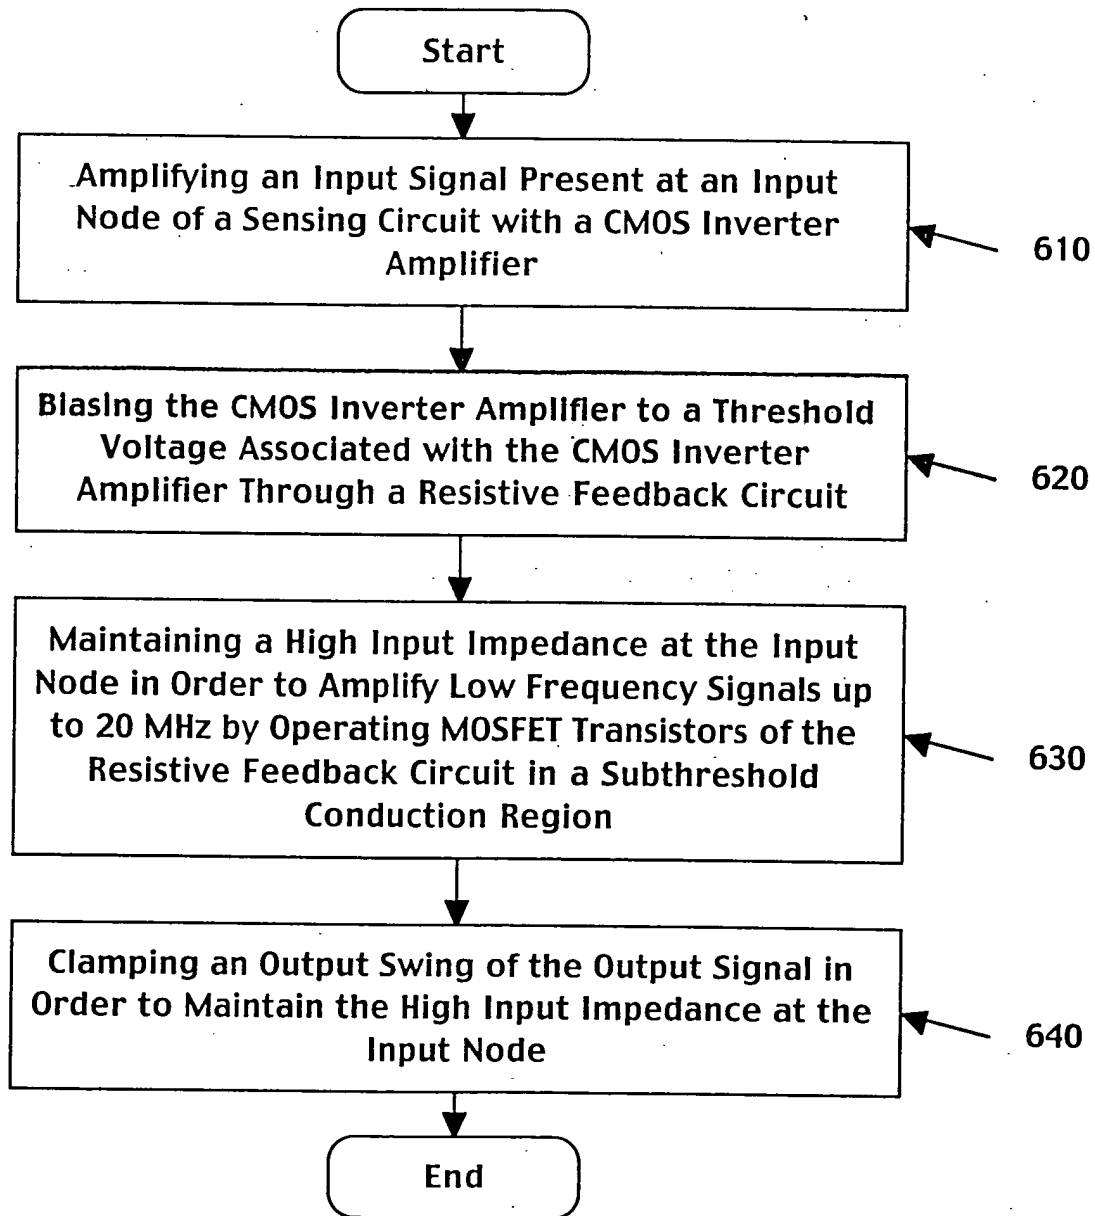 Start
Amplifying an Input Signal Present at an Input
Node of a Sensing Circuit with a CMOS Inverter
Amplifier
610
Biasing the CMOS Inverter Amplifier to a Threshold
Voltage Associated with the CMOS Inverter
Amplifier Through a Resistive Feedback Circuit
620
Maintaining a High Input Impedance at the Input
Node in Order to Amplify Low Frequency Signals up
to 20 MHz by Operating MOSFET Transistors of the
Resistive Feedback Circuit in a Subthreshold
Conduction Region
630
Clamping an Output Swing of the Output Signal in
Order to Maintain the High Input Impedance at the
Input Node
640
End